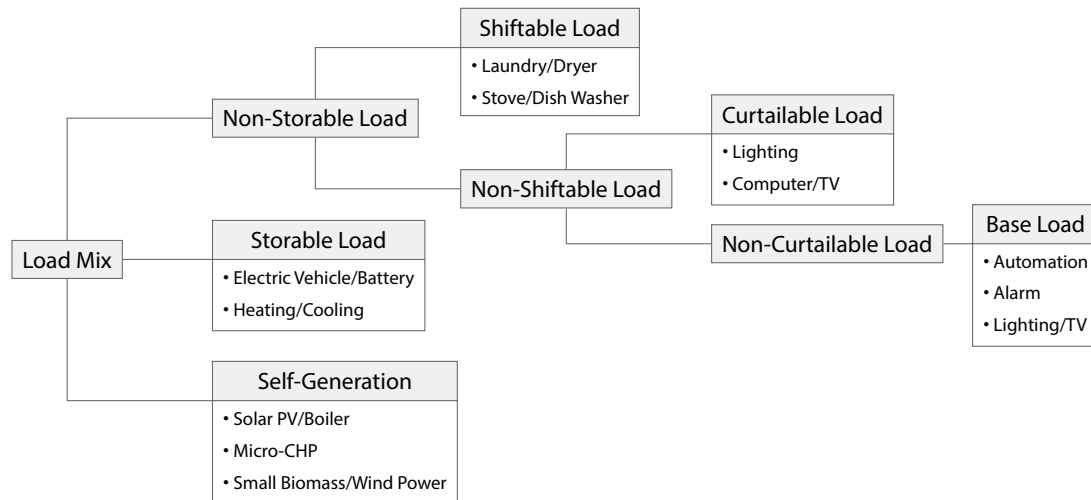 Shiftable Load
• Laundry/Dryer
• Stove/Dish Washer
Non-Storable Load
Curtailable Load
• Lighting
• Computer/TV
Non-Shiftable Load
Non-Curtailable Load
Base Load
• Automation
• Alarm
• Lighting/TV
Load Mix
Storable Load
• Electric Vehicle/Battery
• Heating/Cooling
Self-Generation
• Solar PV/Boiler
• Micro-CHP
• Small Biomass/Wind Power